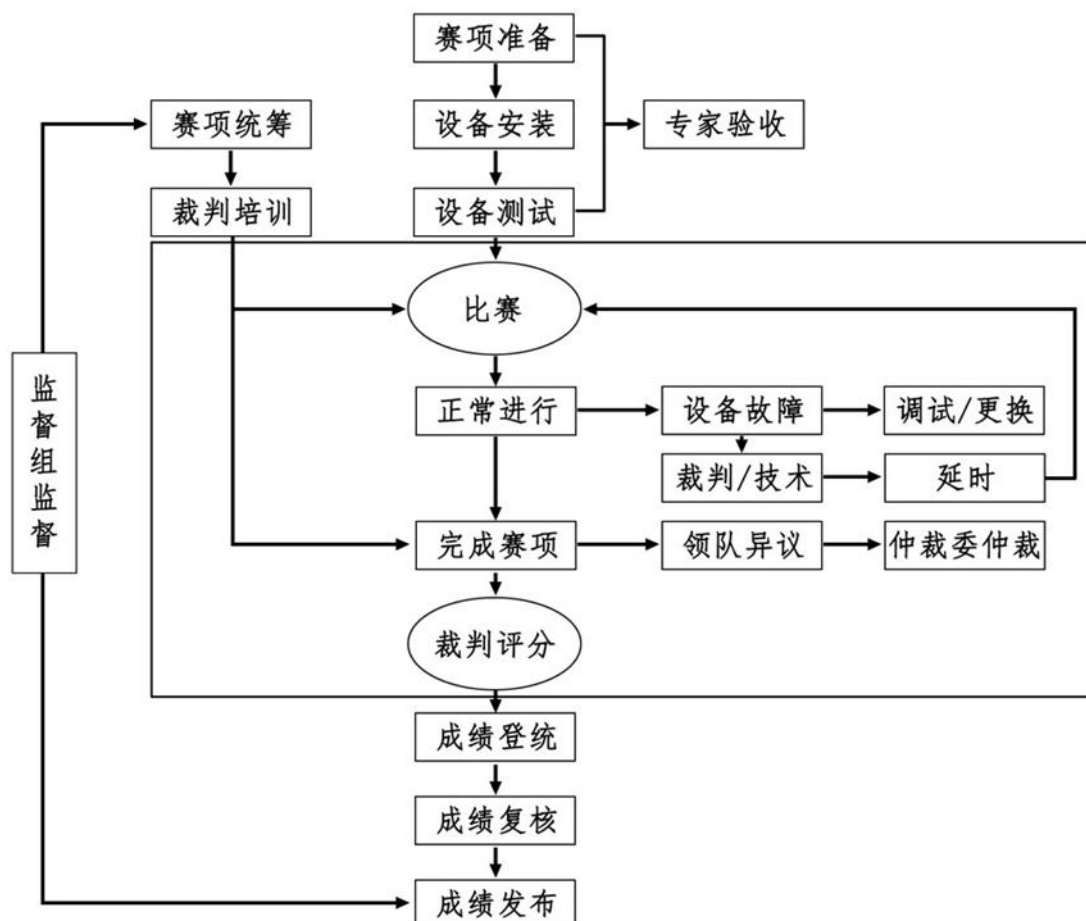 赛项准备
赛项统筹
设备安装
专家验收
裁判培训
设备测试
比赛
监督组监督
正常进行
设备故障
调试/更换
裁判/技术
延时
完成赛项
领队异议
仲裁委仲裁
裁判评分
成绩登统
成绩复核
成绩发布